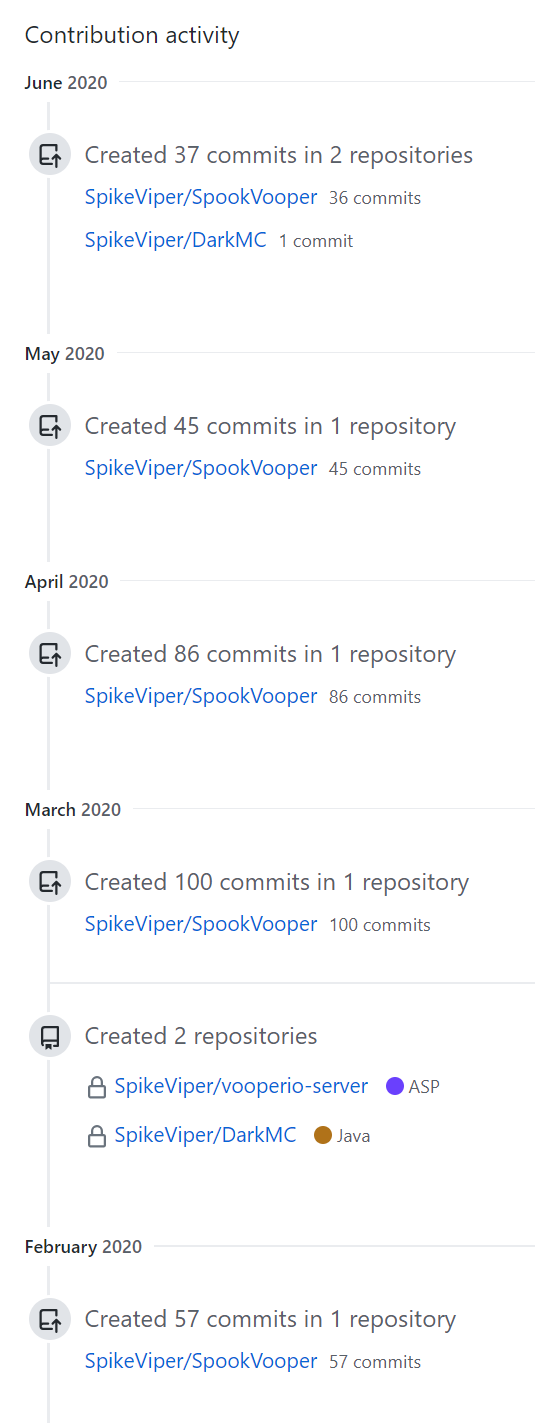 Contribution activity
June 2020
Created 37 commits in 2 repositories
SpikeViper/SpookVooper 36 commits
SpikeViper/DarkMC 1 commit
May 2020
Created 45 commits in 1 repository
SpikeViper/SpookVooper 45 commits
April 2020
Created 86 commits in 1 repository
SpikeViper/SpookVooper 86 commits
March 2020
Created 100 commits in 1 repository
SpikeViper/SpookVooper 100 commits
Created 2 repositories
SpikeViper/vooperio-server ASP
SpikeViper/DarkMC Java
February 2020
Created 57 commits in 1 repository
SpikeViper/SpookVooper 57 commits